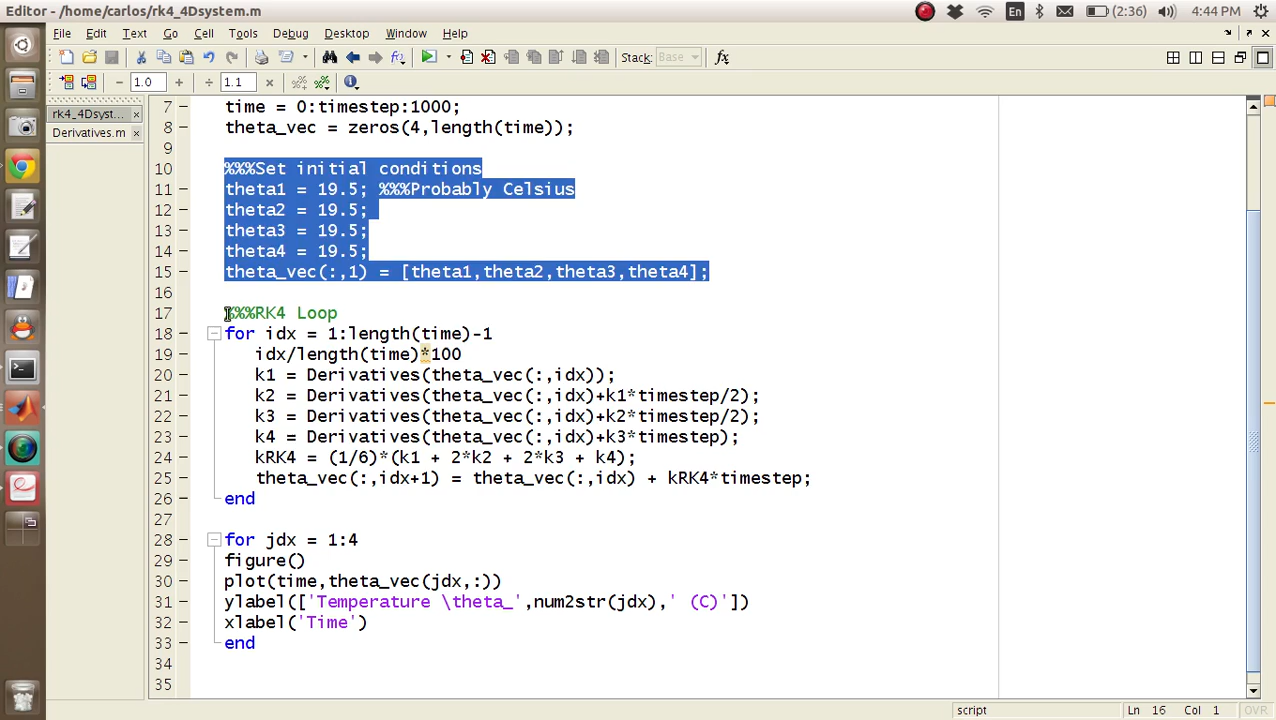 Editor - /home/carlos/rk4_4Dsystem.m
En
(2:36)
4:44 PM
File Edit Text Go Cell Tools Debug Desktop Window Help
Stack: Base
fx
− 1.0 + ÷ 1.1 ×
rk4_4Dsyst... ×
Derivatives.m ×
7 time = 0:timestep:1000;
8 theta_vec = zeros(4,length(time));
9
10 %%%Set initial conditions
11 theta1 = 19.5; %%%Probably Celsius
12 theta2 = 19.5;
13 theta3 = 19.5;
14 theta4 = 19.5;
15 theta_vec(:,1) = [theta1,theta2,theta3,theta4];
16
17 %%%RK4 Loop
18 for idx = 1:length(time)-1
19 idx/length(time)*100
20 k1 = Derivatives(theta_vec(:,idx));
21 k2 = Derivatives(theta_vec(:,idx)+k1*timestep/2);
22 k3 = Derivatives(theta_vec(:,idx)+k2*timestep/2);
23 k4 = Derivatives(theta_vec(:,idx)+k3*timestep);
24 kRK4 = (1/6)*(k1 + 2*k2 + 2*k3 + k4);
25 theta_vec(:,idx+1) = theta_vec(:,idx) + kRK4*timestep;
26 end
27
28 for jdx = 1:4
29 figure()
30 plot(time,theta_vec(jdx,:))
31 ylabel(['Temperature \theta_',num2str(jdx),' (C)'])
32 xlabel('Time')
33 end
34
35
script Ln 16 Col 1 OVR